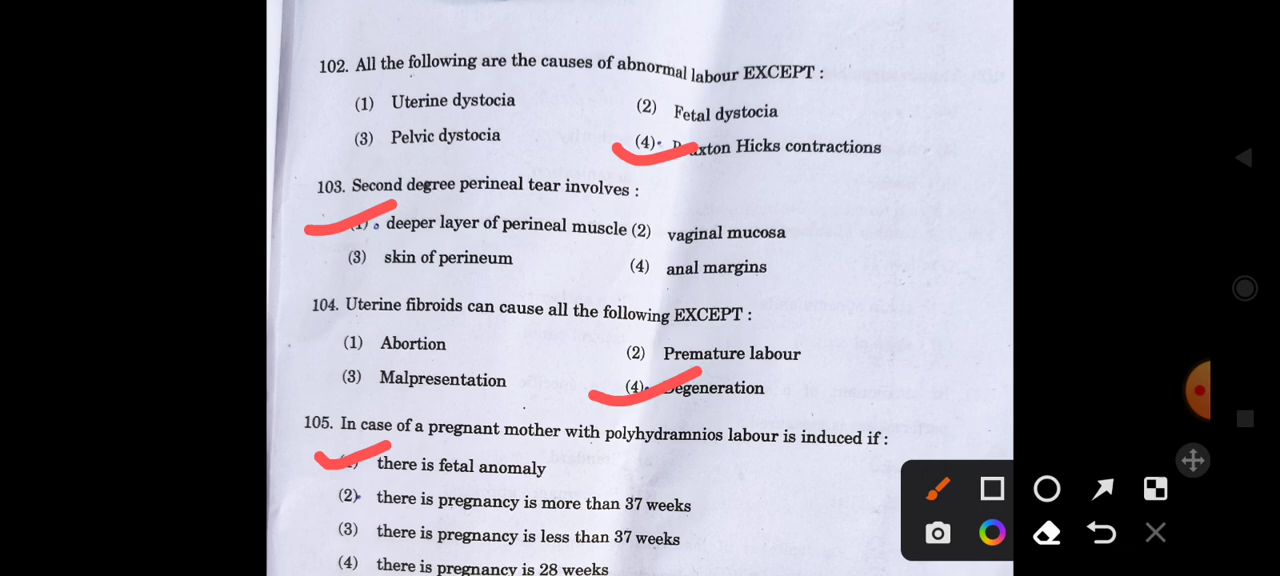 102. All the following are the causes of abnormal labour EXCEPT :
(1) Uterine dystocia (2) Fetal dystocia
(3) Pelvic dystocia (4) Hicks contractions
103. Second degree perineal tear involves :
deeper layer of perineal muscle (2) vaginal mucosa
(3) skin of perineum (4) anal margins
104. Uterine fibroids can cause all the following EXCEPT :
(1) Abortion (2) Premature labour
(3) Malpresentation (4) Degeneration
105. In case of a pregnant mother with polyhydramnios labour is induced if :
there is fetal anomaly
(2) there is pregnancy is more than 37 weeks
(3) there is pregnancy is less than 37 weeks
(4) there is pregnancy is 28 weeks